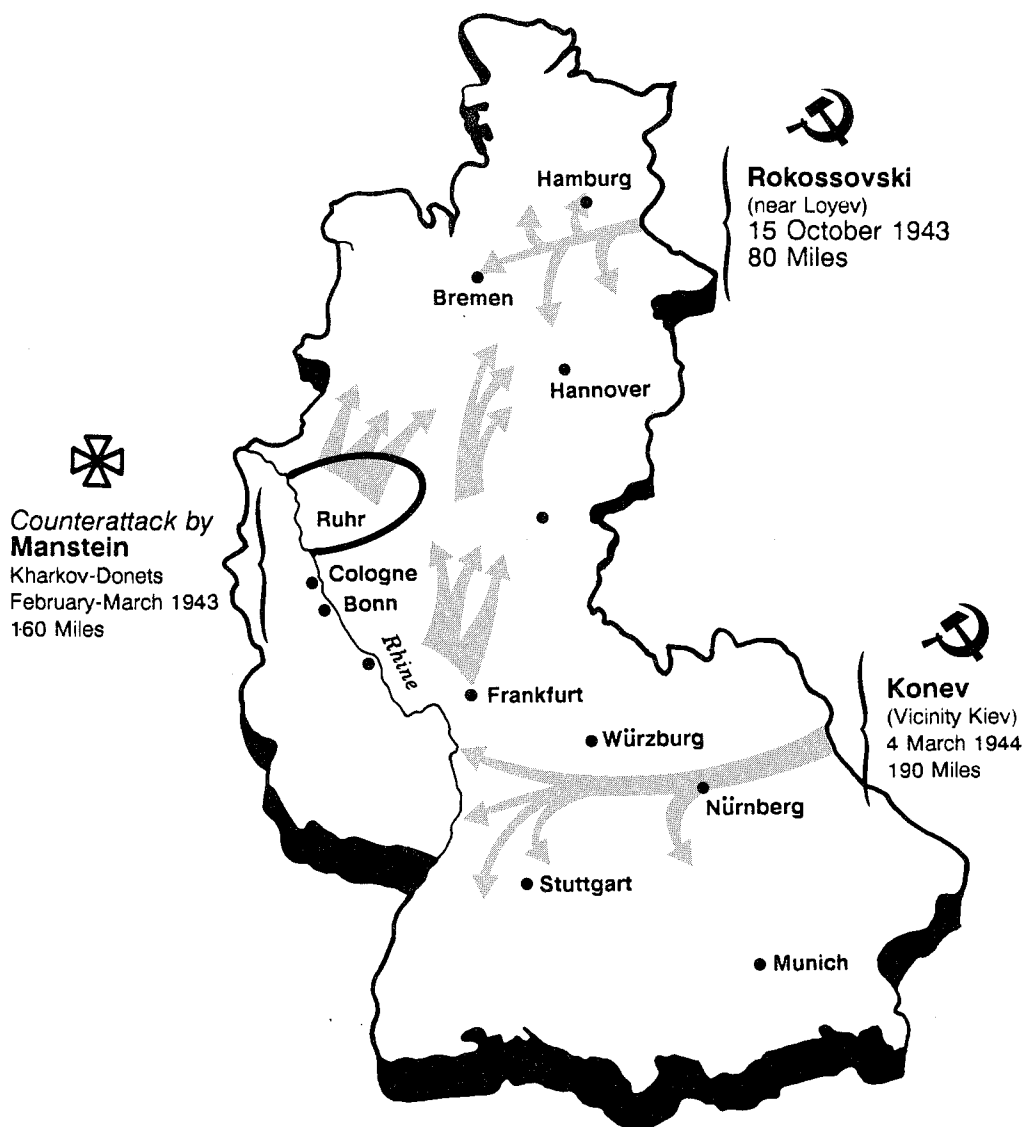 Hamburg
Bremen
Hannover
Rokossovski
(near Loyev)
15 October 1943
80 Miles
Counterattack by
Manstein
Kharkov-Donets
February-March 1943
160 Miles
Ruhr
Cologne
Bonn
Rhine
Frankfurt
Würzburg
Nürnberg
Stuttgart
Munich
Konev
(Vicinity Kiev)
4 March 1944
190 Miles